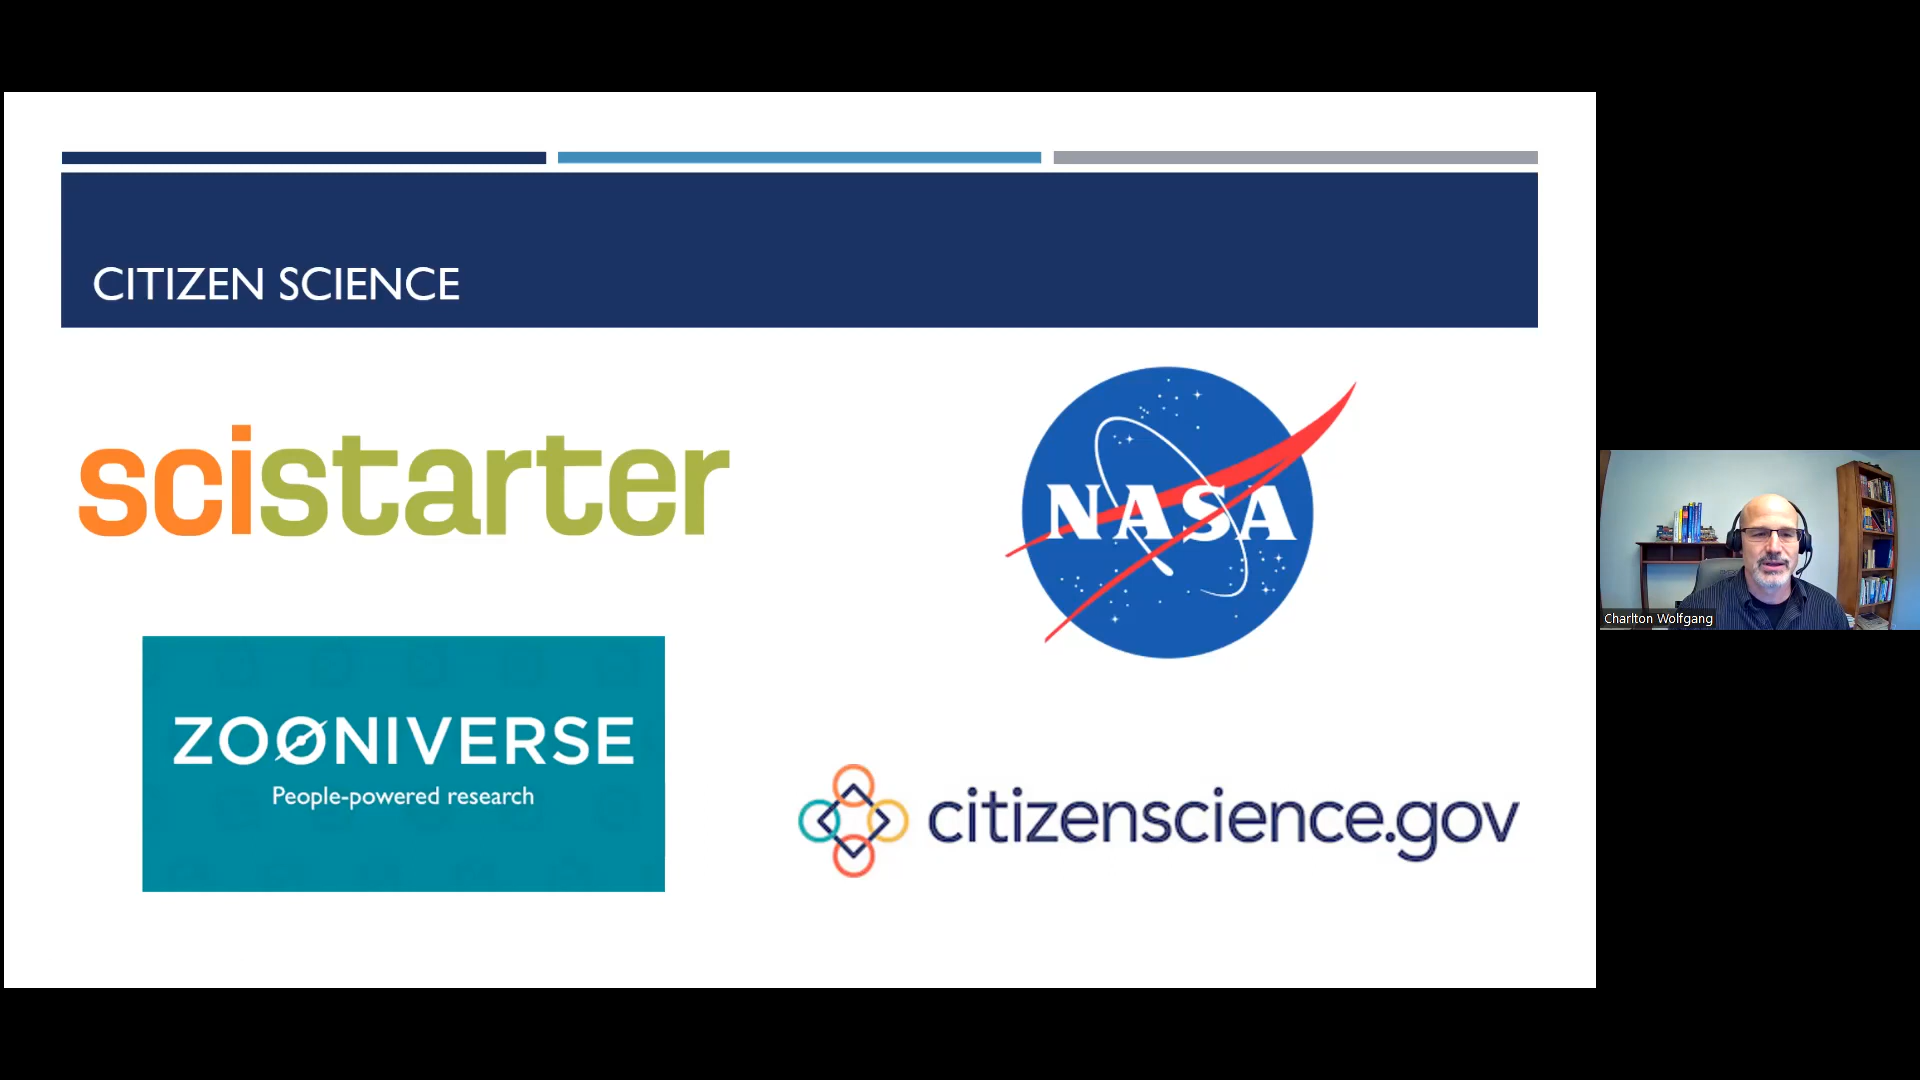 CITIZEN SCIENCE
scistarter
NASA
ZOONIVERSE
People-powered research
citizenscience.gov
Charlton Wolfgang